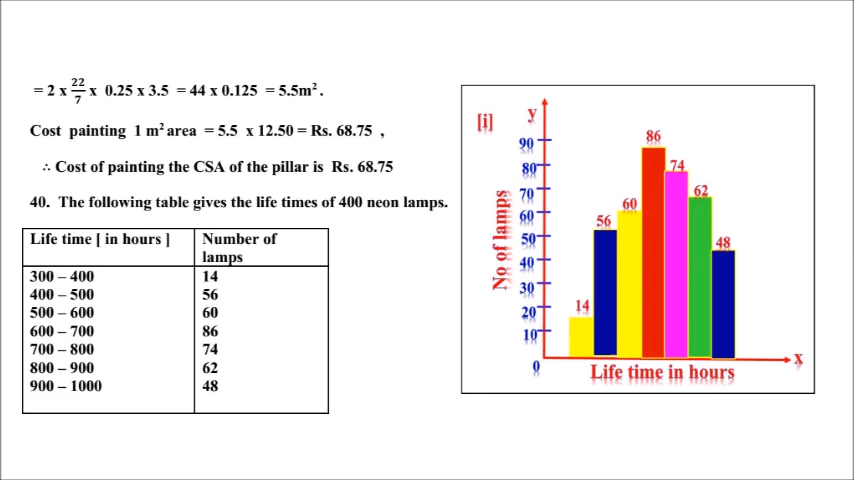 = 2 x 22/7 x 0.25 x 3.5 = 44 x 0.125 = 5.5m² .
Cost painting 1 m² area = 5.5 x 12.50 = Rs. 68.75 ,
∴ Cost of painting the CSA of the pillar is Rs. 68.75
40. The following table gives the life times of 400 neon lamps.
Life time [ in hours ] Number of lamps
300 – 400 14
400 – 500 56
500 – 600 60
600 – 700 86
700 – 800 74
800 – 900 62
900 – 1000 48
[i]
y
90
80
70
60
50
40
30
20
10
0
No of lamps
14
56
60
86
74
62
48
x
Life time in hours